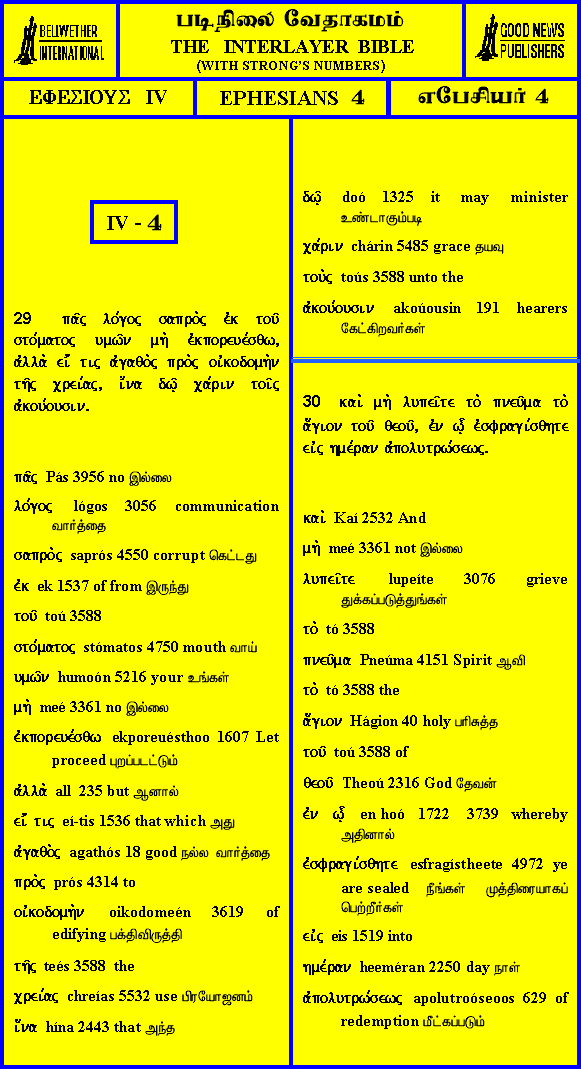 BELLWETHER
INTERNATIONAL
படிநிலை வேதாகமம்
THE INTERLAYER BIBLE
(WITH STRONG'S NUMBERS)
GOOD NEWS
PUBLISHERS
ΕΦΕΣΙΟΥΣ IV
EPHESIANS 4
எபேசியர் 4
IV - 4
29 πᾶς λόγος σαπρὸς ἐκ τοῦ
στόματος υμῶν μὴ ἐκπορευέσθω,
ἀλλὰ εἴ τις ἀγαθὸς πρὸς οἰκοδομὴν
τῆς χρείας, ἵνα δῷ χάριν τοῖς
ἀκούουσιν.
πᾶς Pás 3956 no இல்லை
λόγος lógos 3056 communication
வார்த்தை
σαπρὸς saprós 4550 corrupt கெட்டது
ἐκ ek 1537 of from இருந்து
τοῦ toú 3588
στόματος stómatos 4750 mouth வாய்
υμῶν humoón 5216 your உங்கள்
μὴ meé 3361 no இல்லை
ἐκπορευέσθω ekporeuésthoo 1607 Let
proceed புறப்படட்டும்
ἀλλὰ all 235 but ஆனால்
εἴ τις eí-tis 1536 that which அது
ἀγαθὸς agathós 18 good நல்ல வார்த்தை
πρὸς prós 4314 to
οἰκοδομὴν oikodomeén 3619 of
edifying பக்திவிருத்தி
τῆς teés 3588 the
χρείας chreías 5532 use பிரயோஜனம்
ἵνα hína 2443 that அந்த
δῷ doó 1325 it may minister
உண்டாகும்படி
χάριν chárin 5485 grace தயவு
τοὺς toús 3588 unto the
ἀκούουσιν akoúousin 191 hearers
கேட்கிறவர்கள்
30 καὶ μὴ λυπεῖτε τὸ πνεῦμα τὸ
ἅγιον τοῦ θεοῦ, ἐν ᾧ ἐσφραγίσθητε
εἰς ημέραν ἀπολυτρώσεως.
καὶ Kaí 2532 And
μὴ meé 3361 not இல்லை
λυπεῖτε lupeíte 3076 grieve
துக்கப்படுத்துங்கள்
τὸ tó 3588
πνεῦμα Pneúma 4151 Spirit ஆவி
τὸ tó 3588 the
ἅγιον Hágion 40 holy பரிசுத்த
τοῦ toú 3588 of
θεοῦ Theoú 2316 God தேவன்
ἐν ᾧ en hoó 1722 3739 whereby
அதினால்
ἐσφραγίσθητε esfragístheete 4972 ye
are sealed நீங்கள் முத்திரையாகப்
பெற்றீர்கள்
εἰς eis 1519 into
ημέραν heeméran 2250 day நாள்
ἀπολυτρώσεως apolutroóseoos 629 of
redemption மீட்கப்படும்